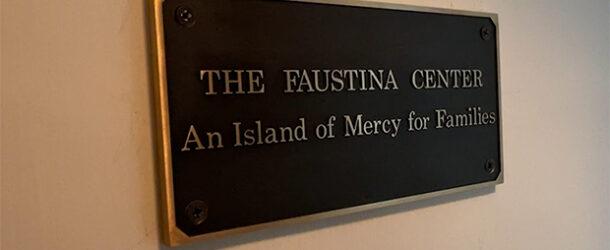 THE FAUSTINA CENTER
An Island of Mercy for Families